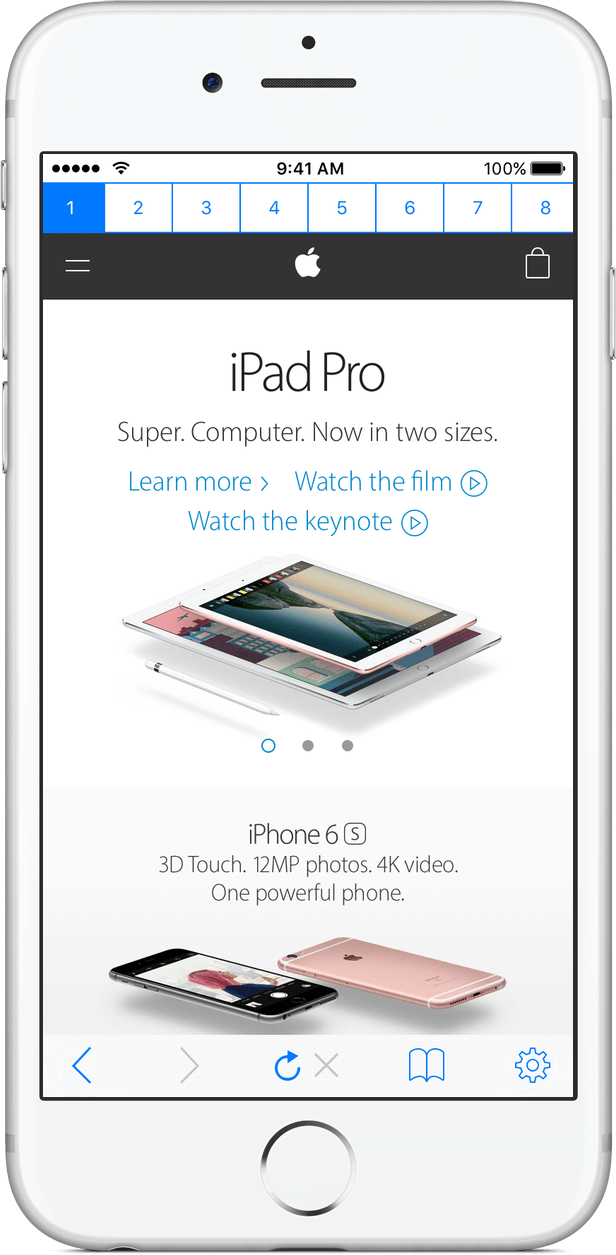 9:41 AM 100%
1 2 3 4 5 6 7 8
iPad Pro
Super. Computer. Now in two sizes.
Learn more > Watch the film
Watch the keynote
iPhone 6 S
3D Touch. 12MP photos. 4K video.
One powerful phone.